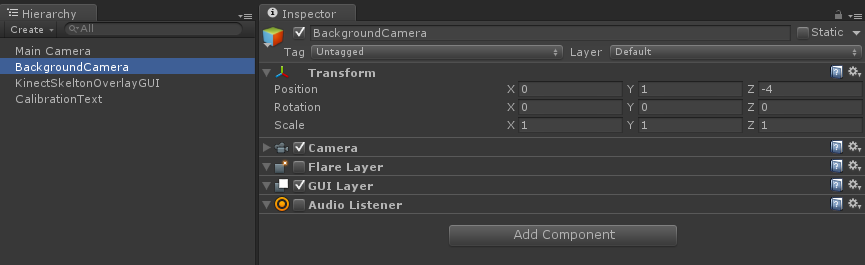 Hierarchy
Create All
Main Camera
BackgroundCamera
KinectSkeltonOverlayGUI
CalibrationText
Inspector
BackgroundCamera Static
Tag Untagged Layer Default
Transform
Position X 0 Y 1 Z -4
Rotation X 0 Y 0 Z 0
Scale X 1 Y 1 Z 1
Camera
Flare Layer
GUI Layer
Audio Listener
Add Component